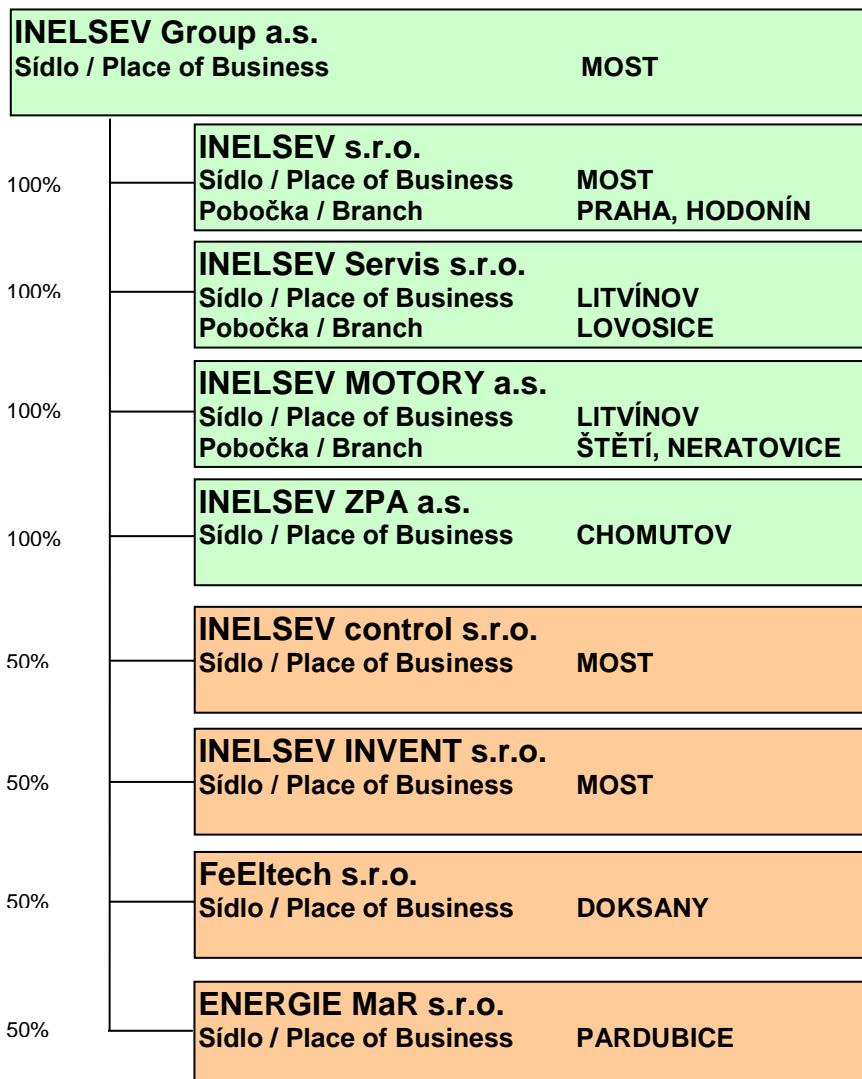 INELSEV Group a.s.
Sídlo / Place of Business MOST
INELSEV s.r.o.
100% Sídlo / Place of Business MOST
Pobočka / Branch PRAHA, HODONÍN
INELSEV Servis s.r.o.
100% Sídlo / Place of Business LITVÍNOV
Pobočka / Branch LOVOSICE
INELSEV MOTORY a.s.
100% Sídlo / Place of Business LITVÍNOV
Pobočka / Branch ŠTĚTÍ, NERATOVICE
INELSEV ZPA a.s.
100% Sídlo / Place of Business CHOMUTOV
INELSEV control s.r.o.
50% Sídlo / Place of Business MOST
INELSEV INVENT s.r.o.
50% Sídlo / Place of Business MOST
FeEltech s.r.o.
50% Sídlo / Place of Business DOKSANY
ENERGIE MaR s.r.o.
50% Sídlo / Place of Business PARDUBICE